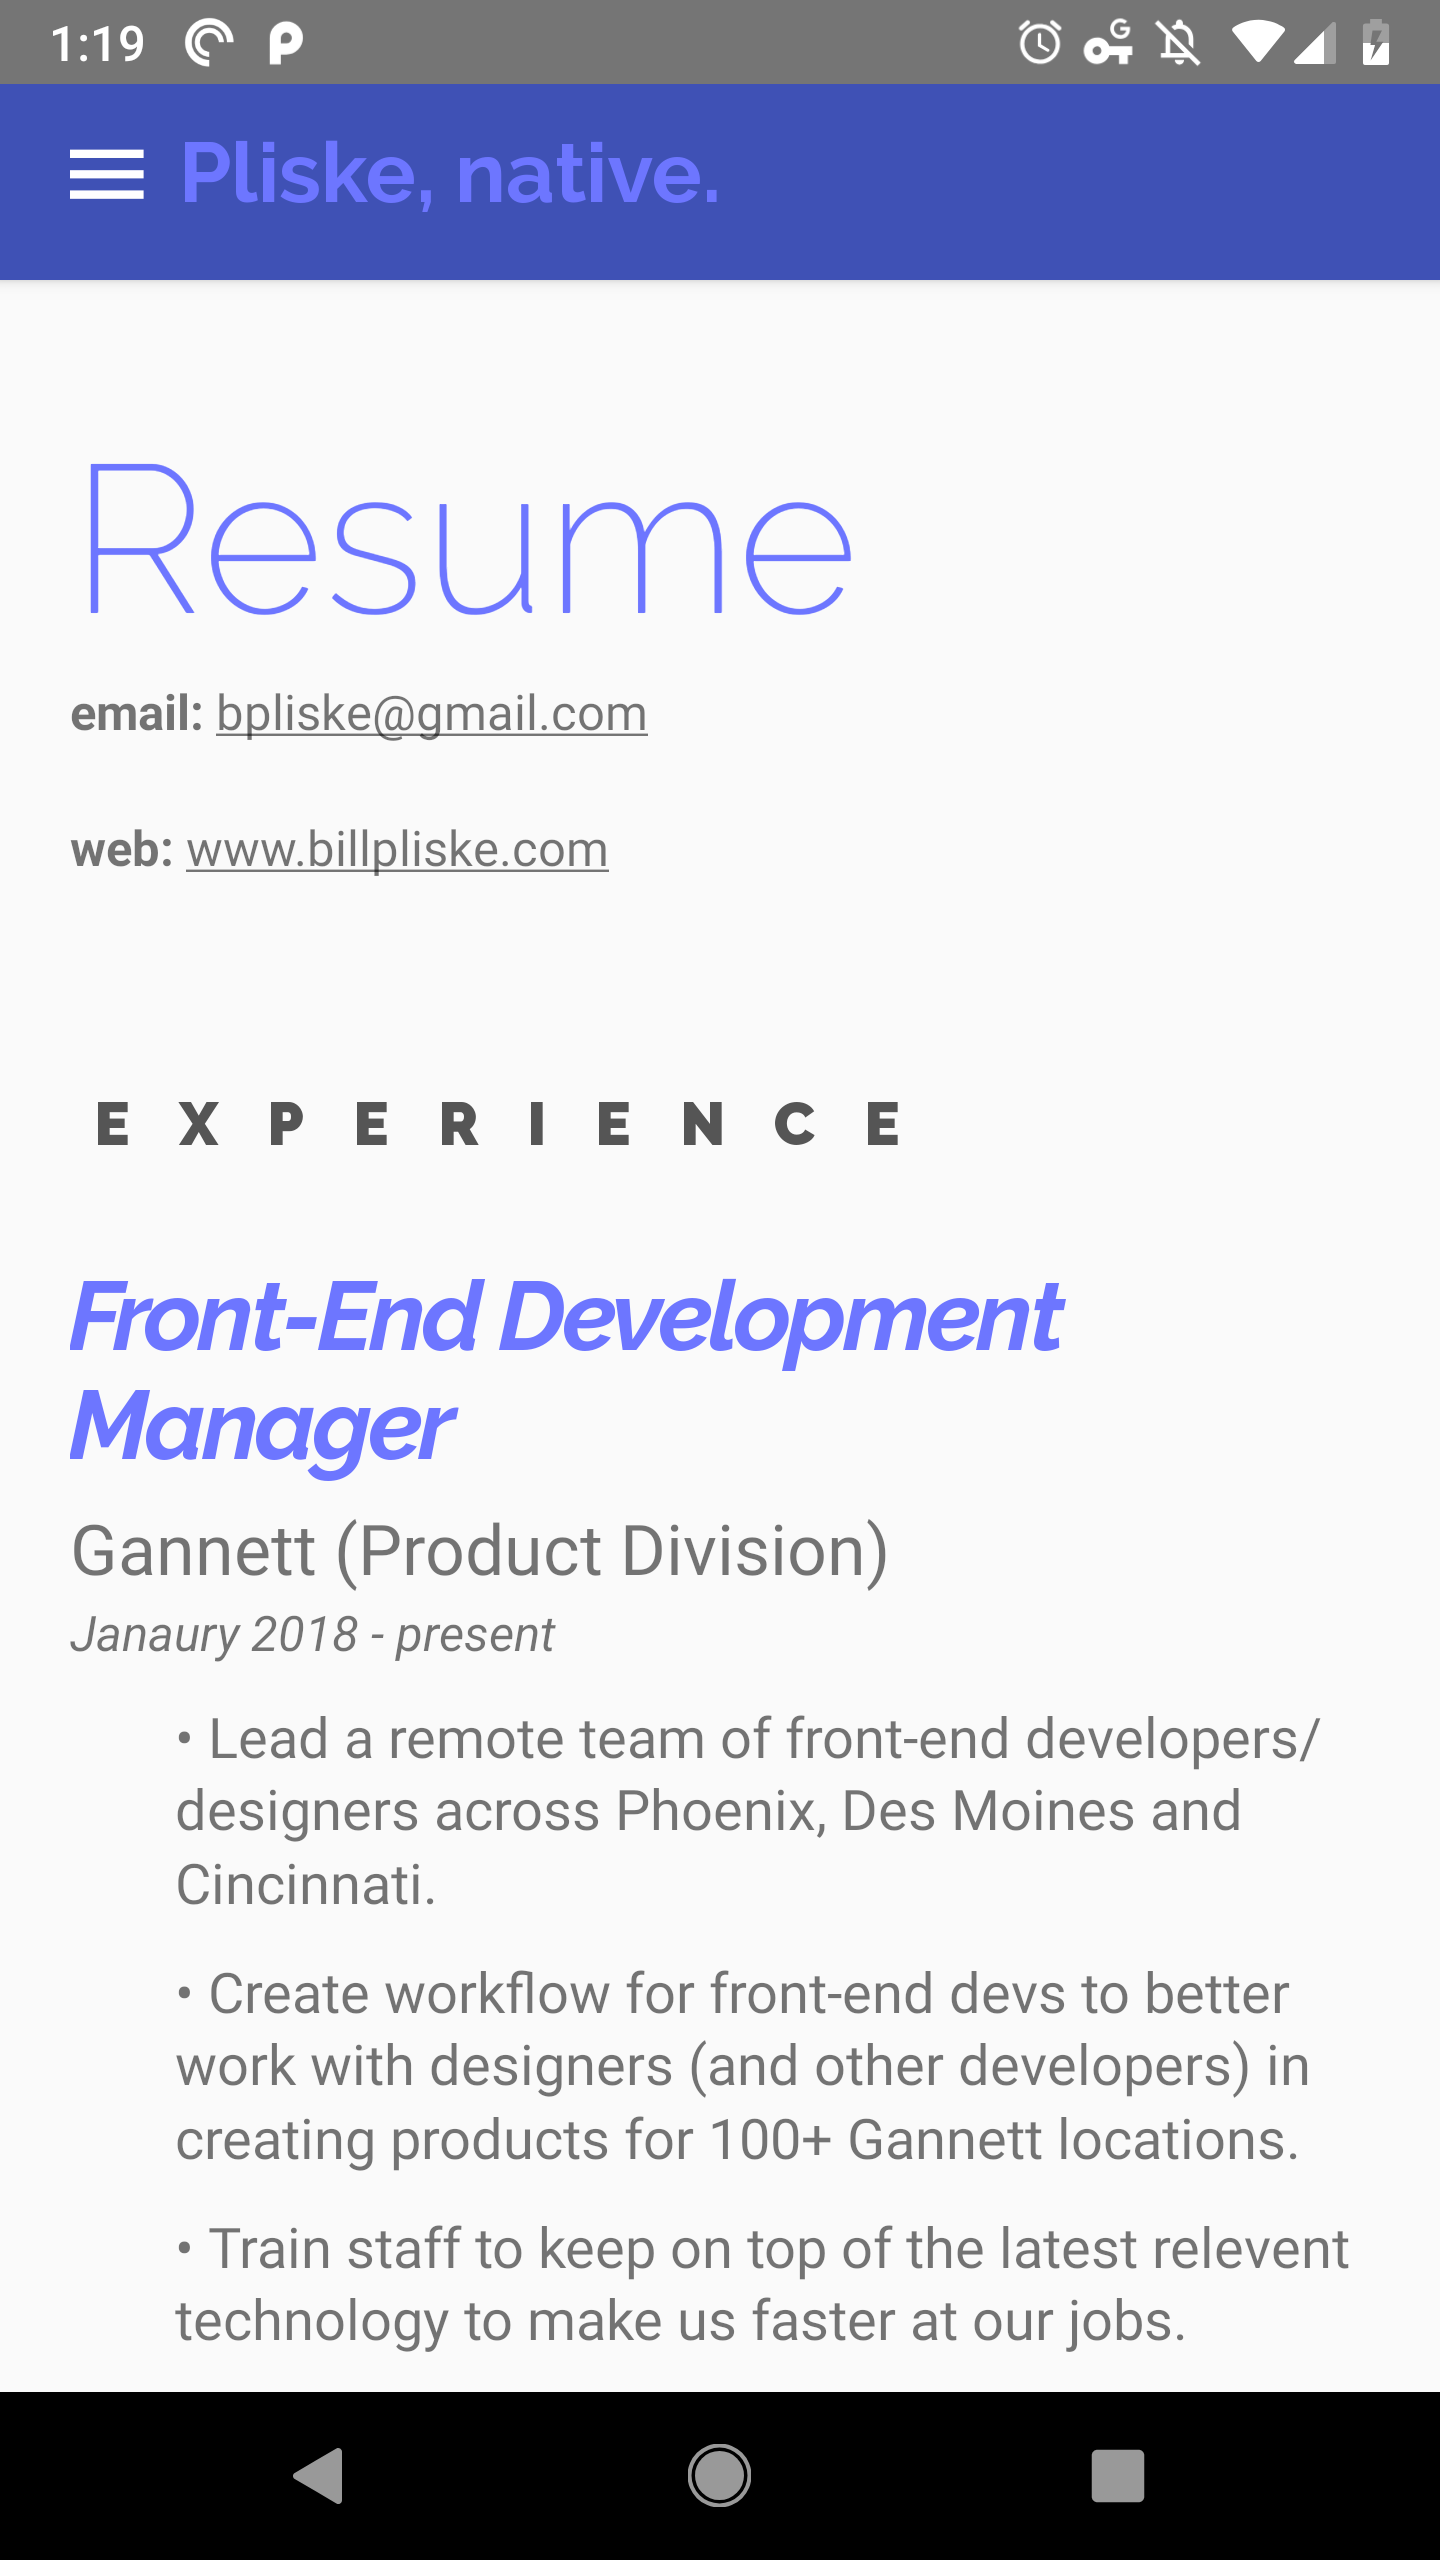 1:19
Pliske, native.
Resume
email: bpliske@gmail.com
web: www.billpliske.com
EXPERIENCE
Front-End Development
Manager
Gannett (Product Division)
Janaury 2018 - present
• Lead a remote team of front-end developers/
designers across Phoenix, Des Moines and
Cincinnati.
• Create workflow for front-end devs to better
work with designers (and other developers) in
creating products for 100+ Gannett locations.
• Train staff to keep on top of the latest relevent
technology to make us faster at our jobs.